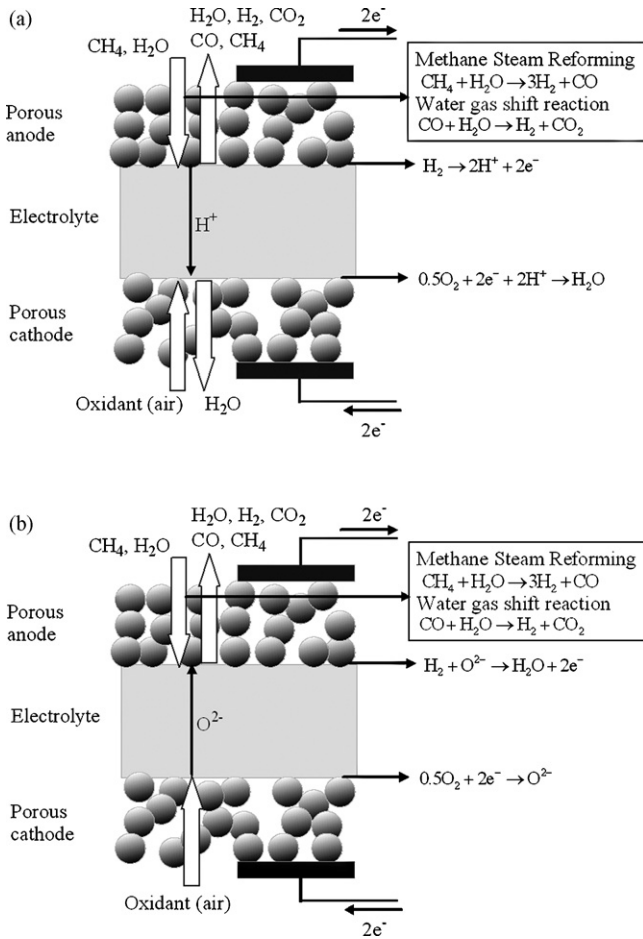 (a)
H₂O, H₂, CO₂
CO, CH₄
CH₄, H₂O
2e⁻
Methane Steam Reforming
CH₄ + H₂O → 3H₂ + CO
Water gas shift reaction
CO + H₂O → H₂ + CO₂
Porous
anode
H₂ → 2H⁺ + 2e⁻
Electrolyte
H⁺
0.5O₂ + 2e⁻ + 2H⁺ → H₂O
Porous
cathode
Oxidant (air)
H₂O
2e⁻
(b)
H₂O, H₂, CO₂
CO, CH₄
CH₄, H₂O
2e⁻
Methane Steam Reforming
CH₄ + H₂O → 3H₂ + CO
Water gas shift reaction
CO + H₂O → H₂ + CO₂
Porous
anode
H₂ + O²⁻ → H₂O + 2e⁻
Electrolyte
O²⁻
0.5O₂ + 2e⁻ → O²⁻
Porous
cathode
Oxidant (air)
2e⁻